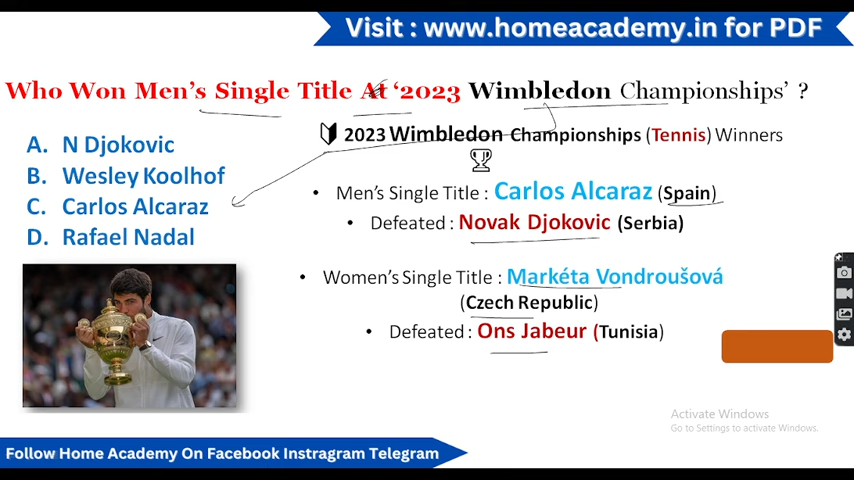 Visit : www.homeacademy.in for PDF
Who Won Men's Single Title At '2023 Wimbledon Championships' ?
A. N Djokovic
B. Wesley Koolhof
C. Carlos Alcaraz
D. Rafael Nadal
2023 Wimbledon Championships (Tennis) Winners
• Men's Single Title : Carlos Alcaraz (Spain)
• Defeated : Novak Djokovic (Serbia)
• Women's Single Title : Markéta Vondroušová
(Czech Republic)
• Defeated : Ons Jabeur (Tunisia)
Activate Windows
Go to Settings to activate Windows.
Follow Home Academy On Facebook Instragram Telegram